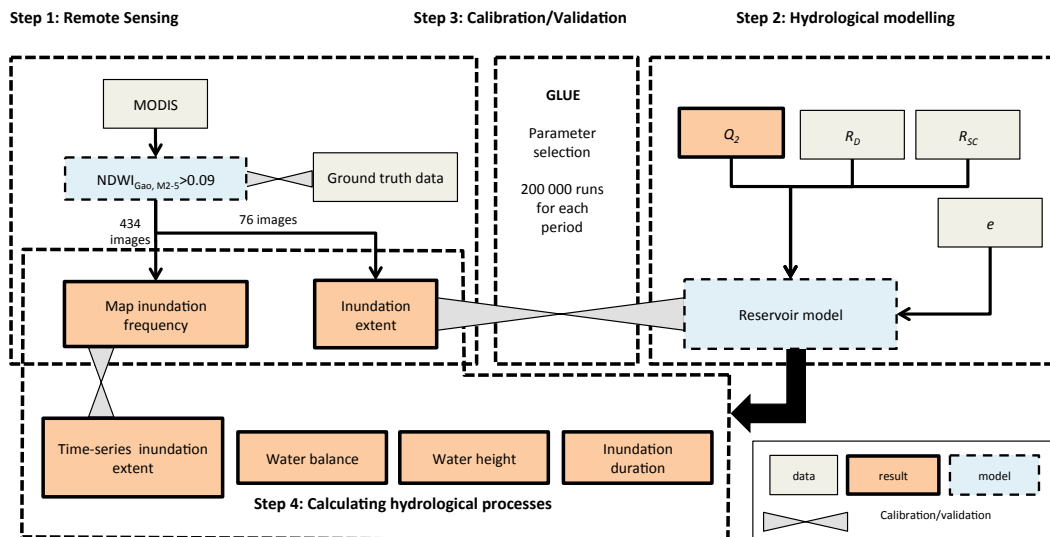 Step 1: Remote Sensing
Step 3: Calibration/Validation
Step 2: Hydrological modelling
MODIS
NDWI Gao, M2-5>0.09
Ground truth data
434
images
76 images
Map inundation
frequency
Inundation
extent
GLUE
Parameter
selection
200 000 runs
for each
period
Q2
RD
RSC
e
Reservoir model
Time-series inundation
extent
Water balance
Water height
Inundation
duration
Step 4: Calculating hydrological processes
data
result
model
Calibration/validation